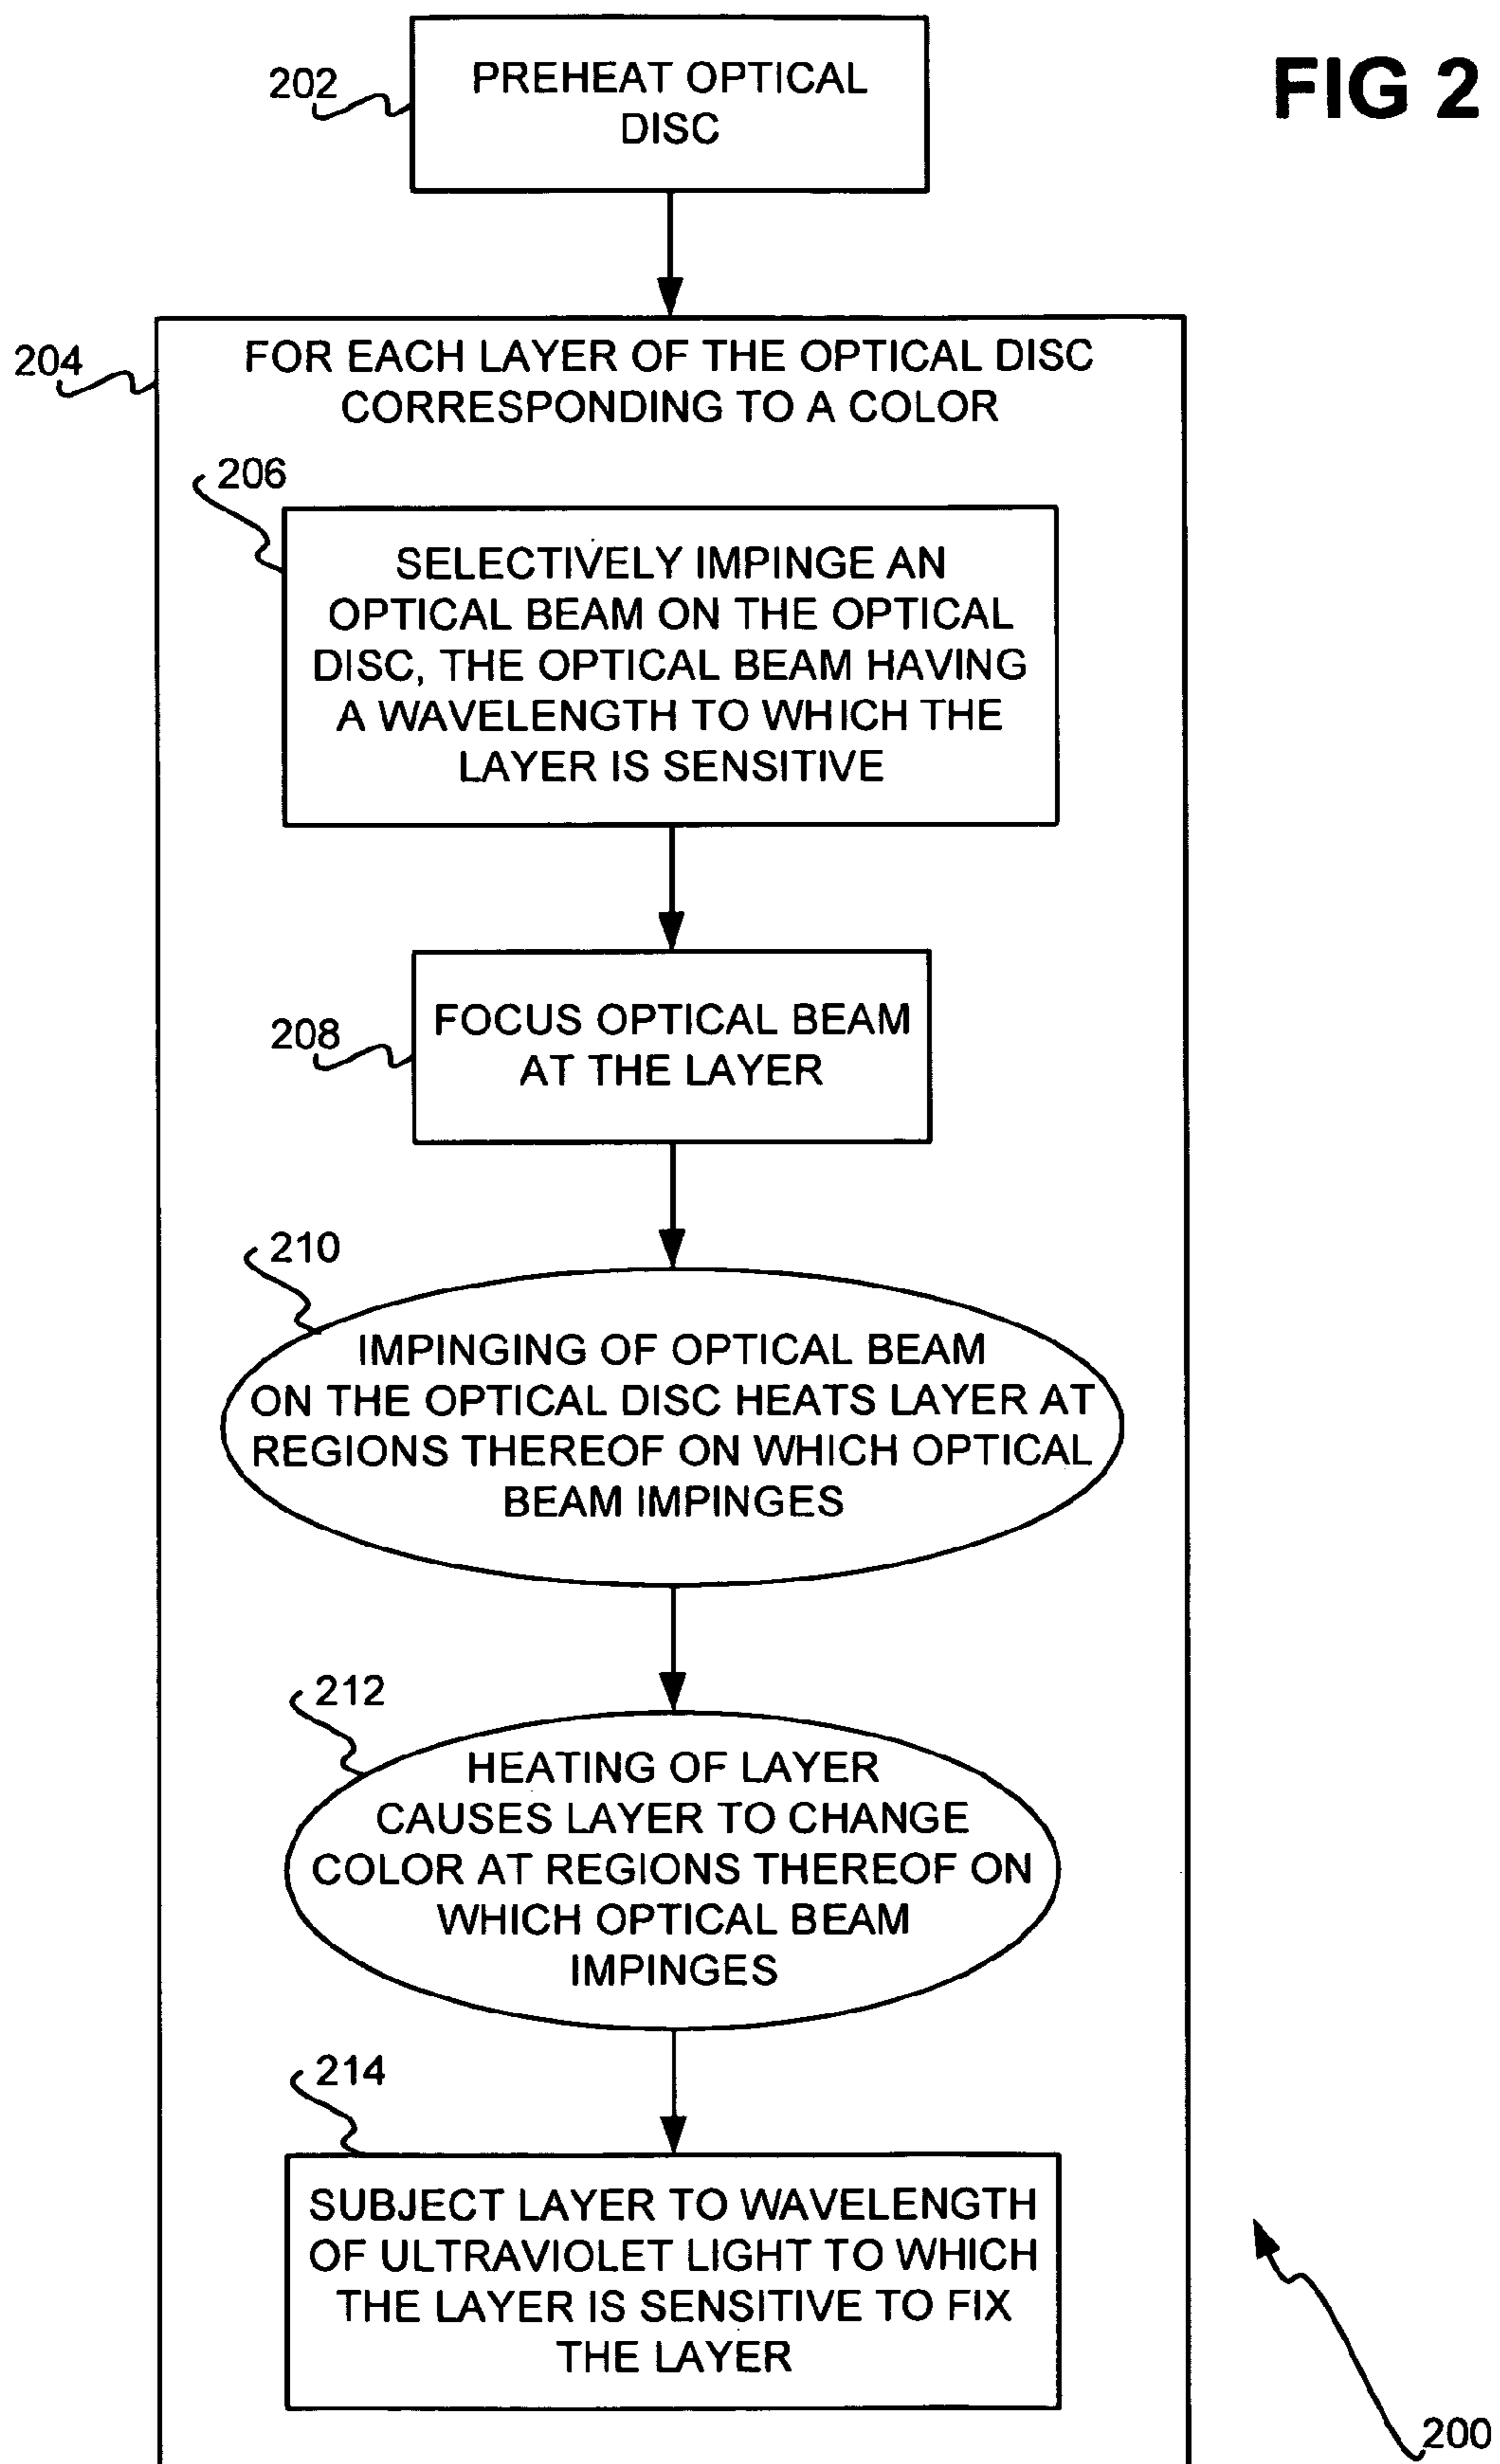 FIG 2
202
PREHEAT OPTICAL
DISC
204
FOR EACH LAYER OF THE OPTICAL DISC
CORRESPONDING TO A COLOR
206
SELECTIVELY IMPINGE AN
OPTICAL BEAM ON THE OPTICAL
DISC, THE OPTICAL BEAM HAVING
A WAVELENGTH TO WHICH THE
LAYER IS SENSITIVE
208
FOCUS OPTICAL BEAM
AT THE LAYER
210
IMPINGING OF OPTICAL BEAM
ON THE OPTICAL DISC HEATS LAYER AT
REGIONS THEREOF ON WHICH OPTICAL
BEAM IMPINGES
212
HEATING OF LAYER
CAUSES LAYER TO CHANGE
COLOR AT REGIONS THEREOF ON
WHICH OPTICAL BEAM
IMPINGES
214
SUBJECT LAYER TO WAVELENGTH
OF ULTRAVIOLET LIGHT TO WHICH
THE LAYER IS SENSITIVE TO FIX
THE LAYER
200